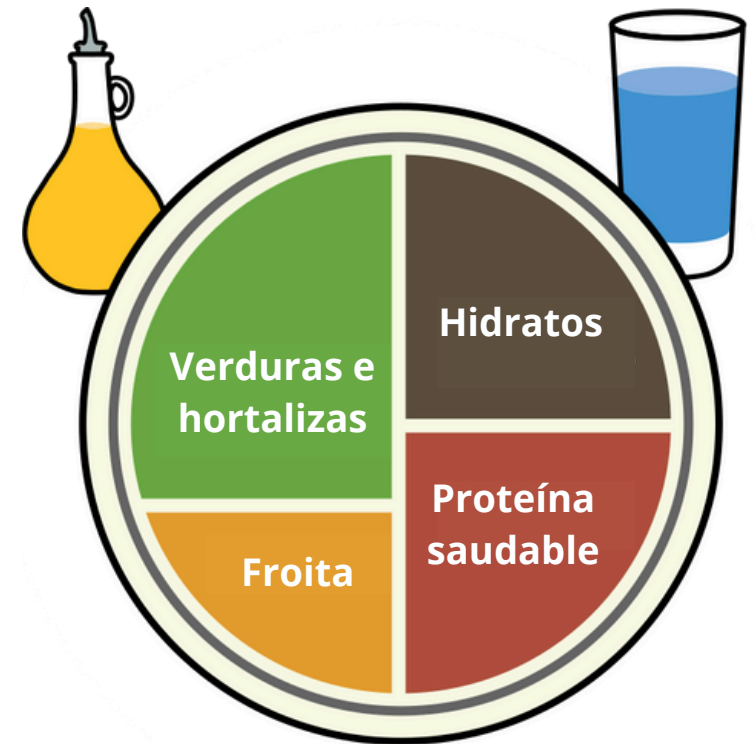 Verduras e
hortalizas
Hidratos
Froita
Proteína
saudable